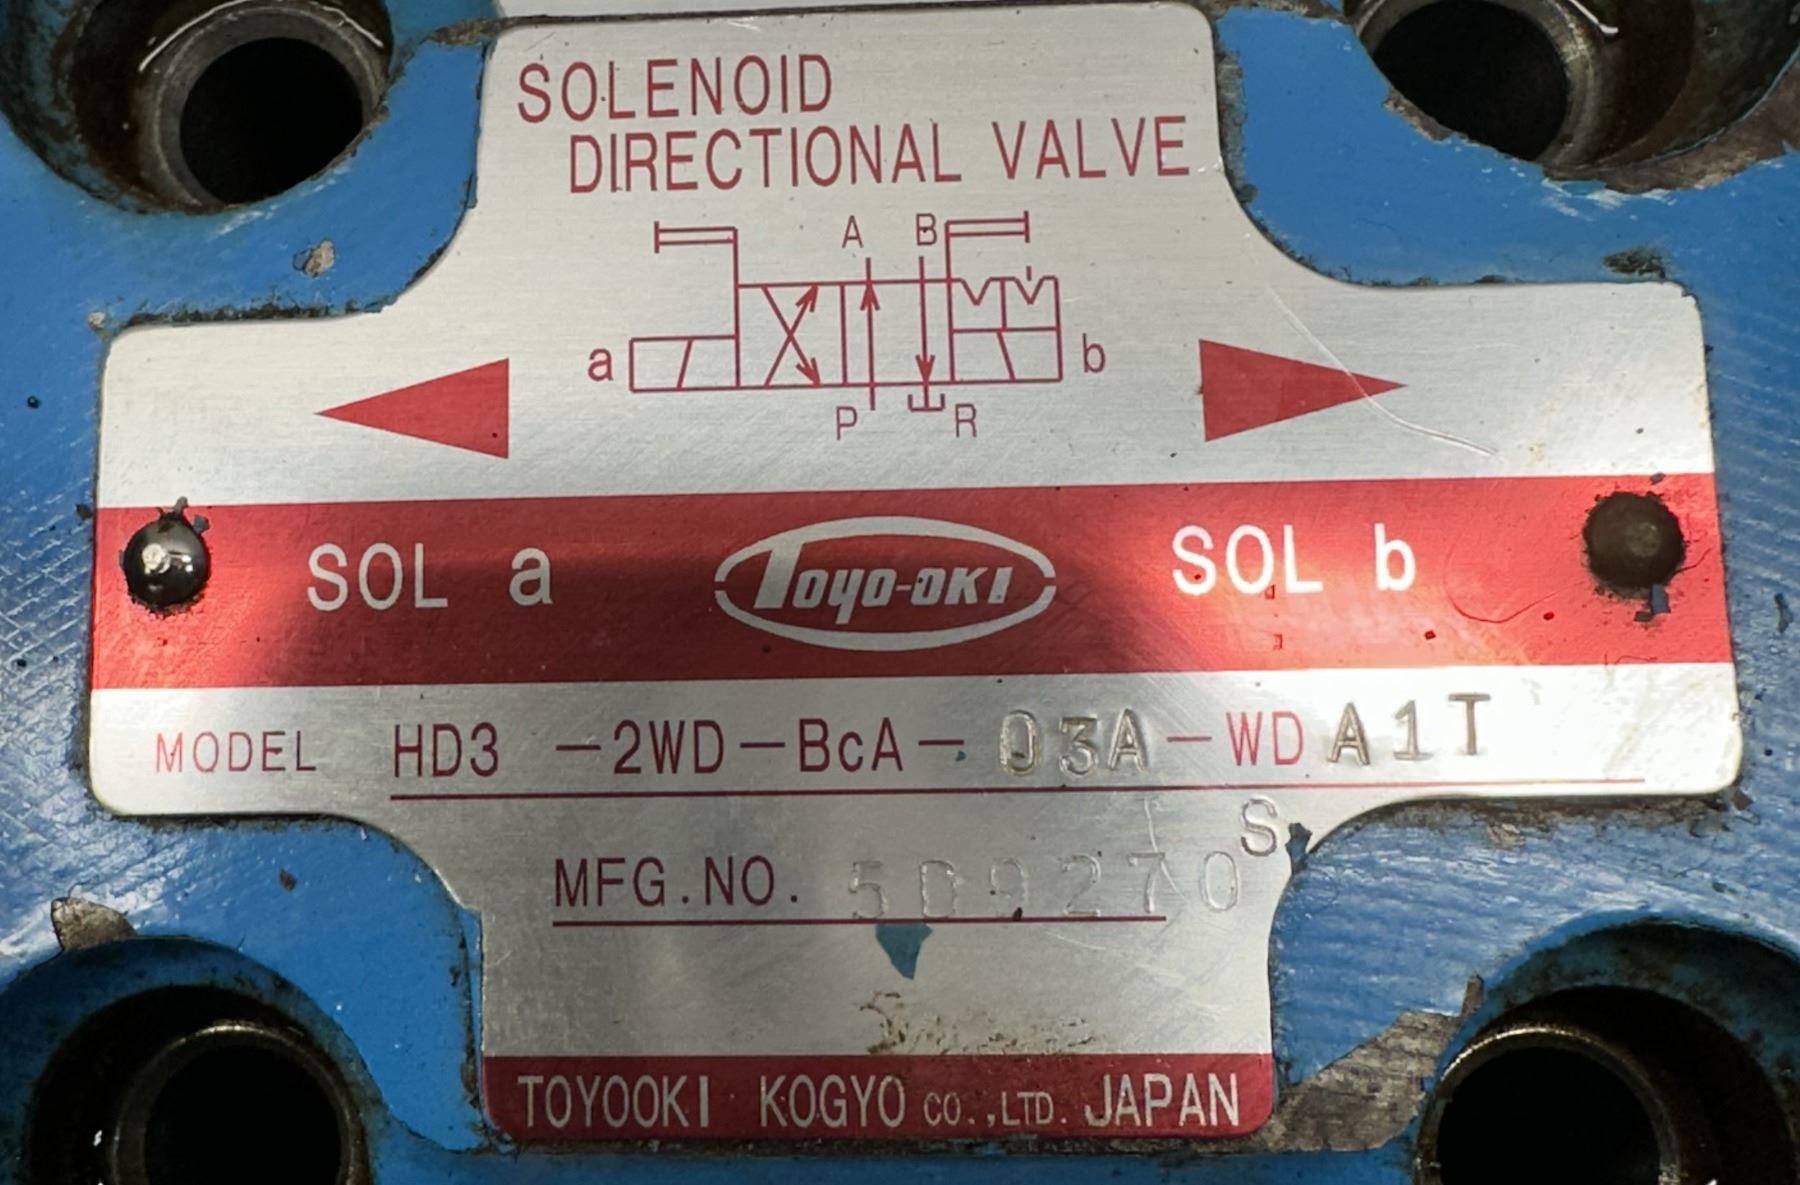 SOLENOID
DIRECTIONAL VALVE
A B
a b
P R
SOL a TOYO-OKI SOL b
MODEL HD3 -2WD-BcA-03A-WDA1T
S
MFG.NO. 5D9270
TOYOOKI KOGYO CO.,LTD. JAPAN